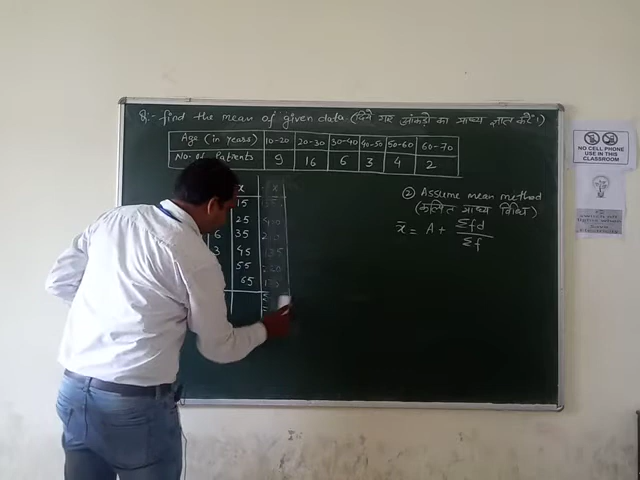 Q:- find the mean of given data. (दिये गए आंकड़ो का माध्य ज्ञात करें।)
Age (in years) 10-20 20-30 30-40 40-50 50-60 60-70
No. of Patients 9 16 6 3 4 2
x
15
25
6 35
3 45
55
65
② Assume mean method
(कल्पित माध्य विधि)
x̄ = A + Σfd / Σf
NO CELL PHONE
USE IN THIS
CLASSROOM